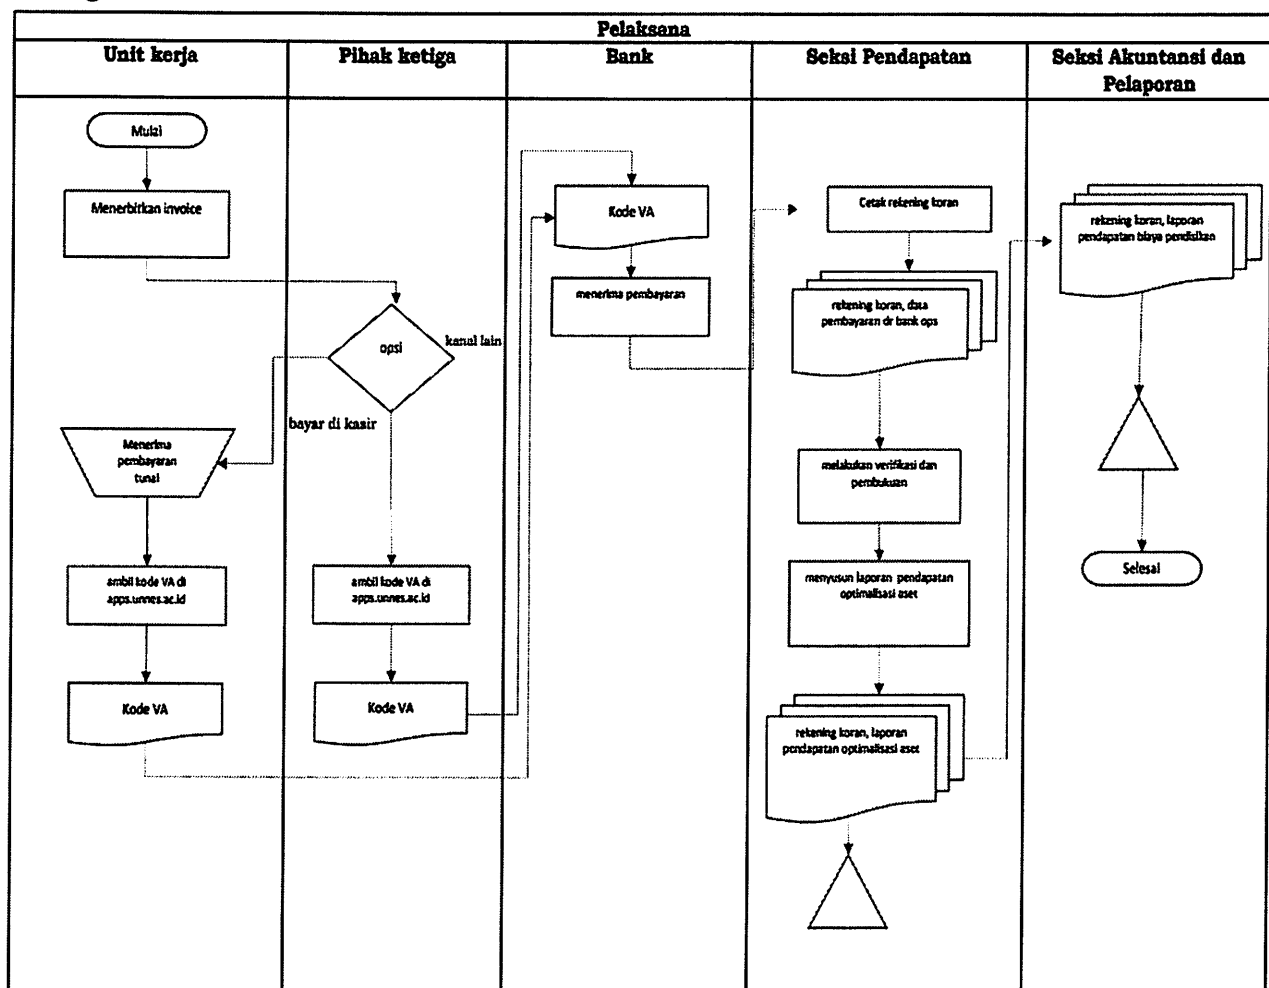 Pelaksana
Unit kerja
Pihak ketiga
Bank
Seksi Pendapatan
Seksi Akuntansi dan
Pelaporan
Mulai
Menerbitkan invoice
opsi
kanal lain
bayar di kasir
Menerima
pembayaran
tunai
ambil kode VA di
apps.unnes.ac.id
Kode VA
ambil kode VA di
apps.unnes.ac.id
Kode VA
Kode VA
menerima pembayaran
Cetak rekening koran
rekening koran, data
pembayaran dr bank ops
melakukan verifikasi dan
pembukuan
menyusun laporan pendapatan
optimalisasi aset
rekening koran, laporan
pendapatan optimalisasi aset
rekening koran, laporan
pendapatan biaya pendisikan
Selesai